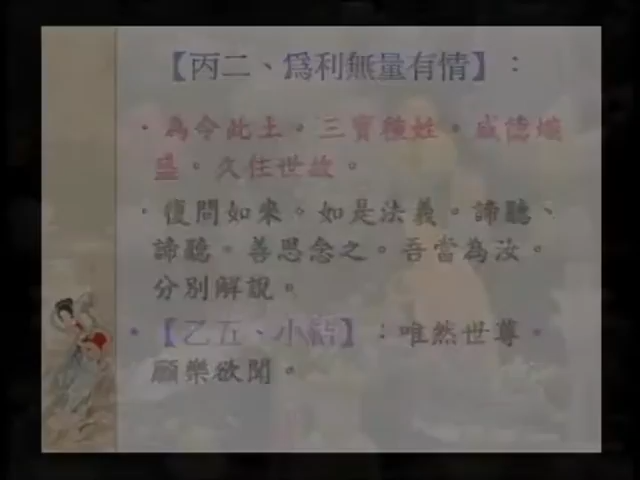 【丙二、爲利無量有情】：
・為令此土。三寶種姓。威德熾
盛。久住世故。
・復問如來。如是法義。諦聽、
諦聽。善思念之。吾當為汝。
分別解說。
・【乙五、小結】：唯然世尊。
願樂欲聞。